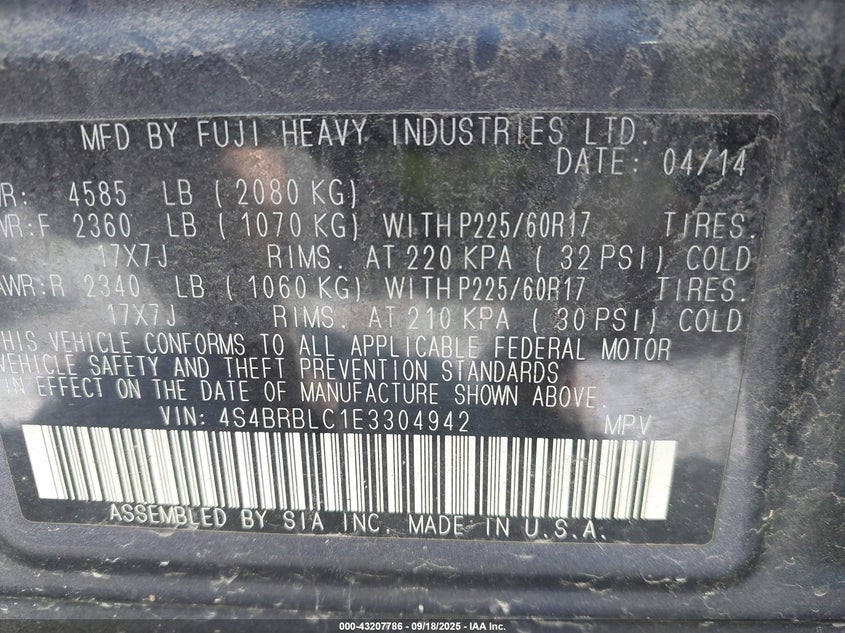 MFD BY FUJI HEAVY INDUSTRIES LTD.
DATE: 04/14
WR: 4585 LB ( 2080 KG)
WR:F 2360 LB ( 1070 KG) WITH P225/60R17 TIRES.
17X7J RIMS. AT 220 KPA ( 32 PSI) COLD
AWR:R 2340 LB ( 1060 KG) WITH P225/60R17 TIRES.
17X7J RIMS. AT 210 KPA ( 30 PSI) COLD
THIS VEHICLE CONFORMS TO ALL APPLICABLE FEDERAL MOTOR
VEHICLE SAFETY AND THEFT PREVENTION STANDARDS
IN EFFECT ON THE DATE OF MANUFACTURE SHOWN ABOVE.
VIN: 4S4BRBLC1E3304942 MPV
ASSEMBLED BY SIA INC. MADE IN U.S.A.
000-43207786 - 09/18/2025 - IAA Inc.